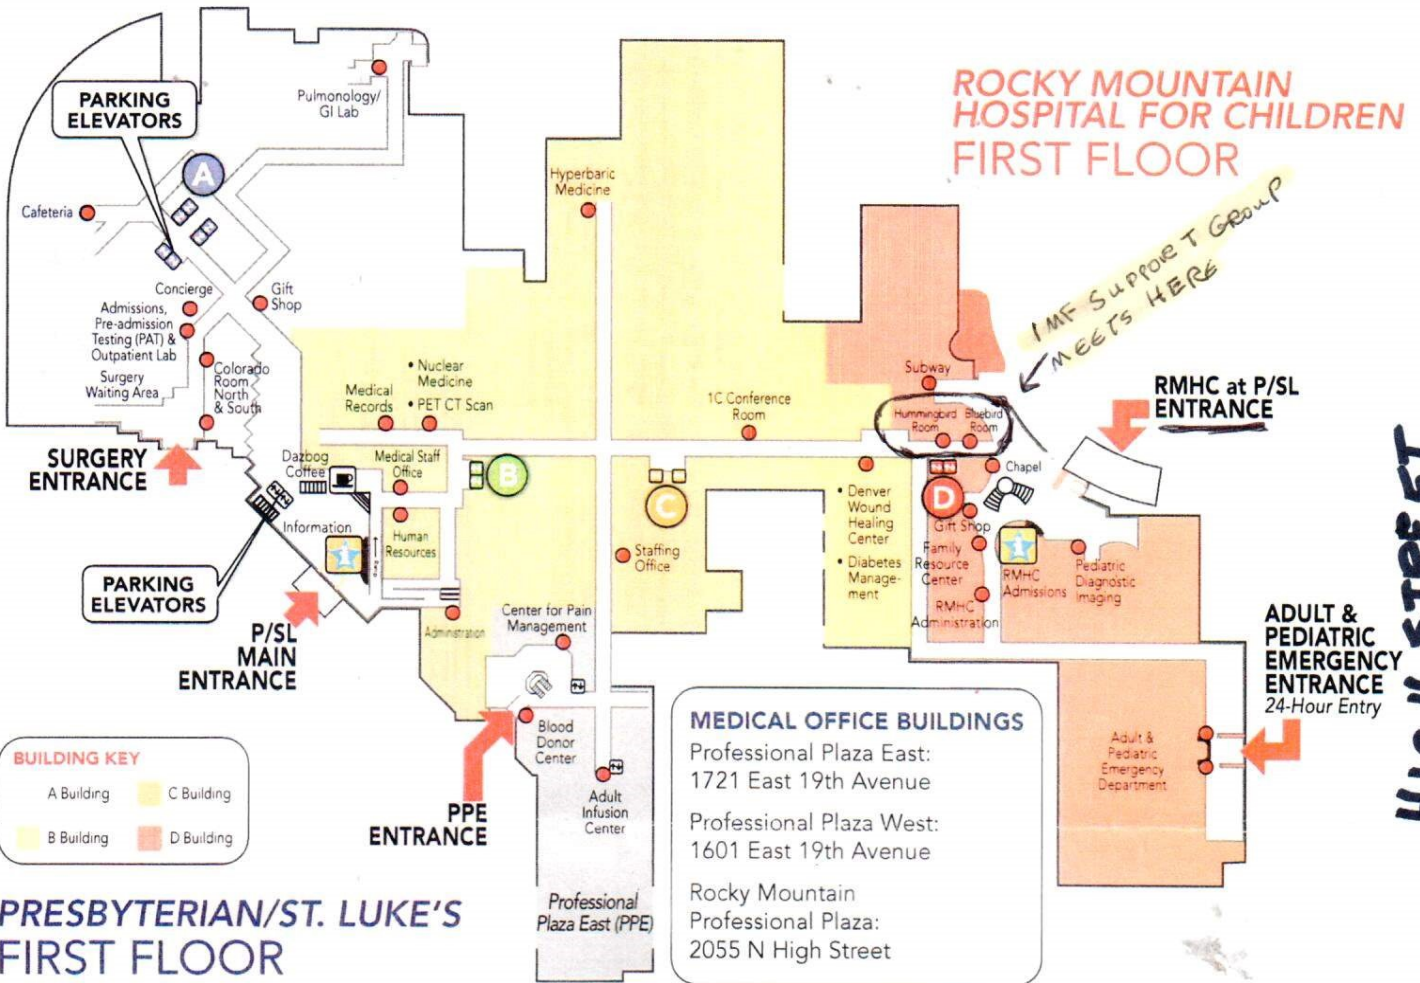 ROCKY MOUNTAIN
HOSPITAL FOR CHILDREN
FIRST FLOOR
IMF SUPPORT GROUP
MEETS HERE
PARKING
ELEVATORS
Pulmonology/
GI Lab
A
Cafeteria
Hyperbaric
Medicine
Concierge
Gift
Shop
Admissions,
Pre-admission
Testing (PAT) &
Outpatient Lab
Surgery
Waiting Area
Colorado
Room
North
& South
SURGERY
ENTRANCE
• Nuclear
Medicine
• PET CT Scan
Medical
Records
1C Conference
Room
Subway
Hummingbird
Room
Bluebird
Room
RMHC at P/SL
ENTRANCE
Dazbog
Coffee
Medical Staff
Office
B
C
D
Chapel
Information
Human
Resources
Ramp
Staffing
Office
• Denver
Wound
Healing
Center
• Diabetes
Manage-
ment
Gift Shop
Family
Resource
Center
RMHC
Administration
RMHC
Admissions
Pediatric
Diagnostic
Imaging
HIGH STREET
PARKING
ELEVATORS
P/SL
MAIN
ENTRANCE
Administration
Center for Pain
Management
Blood
Donor
Center
PPE
ENTRANCE
Adult
Infusion
Center
Professional
Plaza East (PPE)
ADULT &
PEDIATRIC
EMERGENCY
ENTRANCE
24-Hour Entry
Adult &
Pediatric
Emergency
Department
MEDICAL OFFICE BUILDINGS
Professional Plaza East:
1721 East 19th Avenue
Professional Plaza West:
1601 East 19th Avenue
Rocky Mountain
Professional Plaza:
2055 N High Street
BUILDING KEY
A Building
C Building
B Building
D Building
PRESBYTERIAN/ST. LUKE'S
FIRST FLOOR